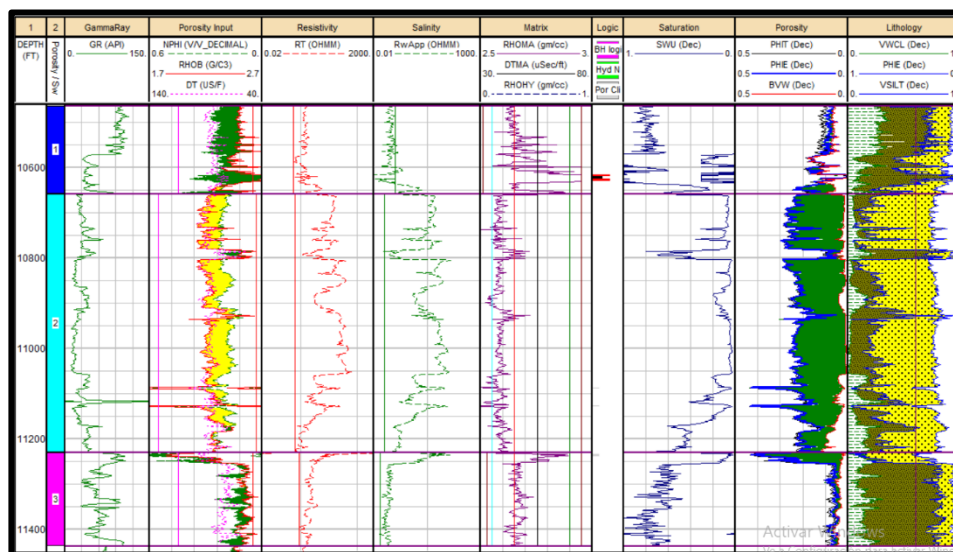 1 2 GammaRay Porosity Input Resistivity Salinity Matrix Logic Saturation Porosity Lithology
DEPTH (FT)
Porosity / Sw
GR (API)
0. 150.
NPHI (V/V_DECIMAL)
0.6 0.
RHOB (G/C3)
1.7 2.7
DT (US/F)
140. 40.
RT (OHMM)
0.02 2000.
RwApp (OHMM)
0.01 1000.
RHOMA (gm/cc)
2.5 3.
DTMA (uSec/ft)
30. 80.
RHOHY (gm/cc)
0. 1.
BH logi
Hyd N
Por Cli
SWU (Dec)
1. 0.
PHIT (Dec)
0.5 0.
PHIE (Dec)
0.5 0.
BVW (Dec)
0.5 0.
VWCL (Dec)
0. 1
PHIE (Dec)
1. 0
VSILT (Dec)
0. 1
1
10600
10800
2
11000
11200
3
11400
Activar Windows